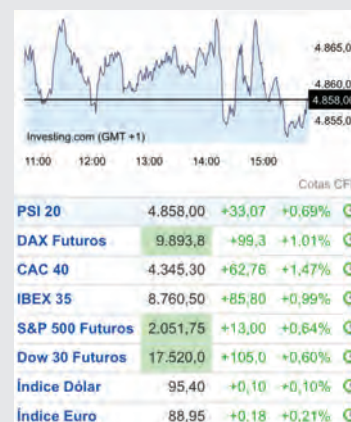 4.865,0
4.860,0
4.858,00
4.855,0
Investing.com (GMT +1)
11:00 12:00 13:00 14:00 15:00
Cotas CF
PSI 20 4.858,00 +33,07 +0,69%
DAX Futuros 9.893,8 +99,3 +1.01%
CAC 40 4.345,30 +62,76 +1,47%
IBEX 35 8.760,50 +85,80 +0,99%
S&P 500 Futuros 2.051,75 +13,00 +0,64%
Dow 30 Futuros 17.520,0 +105,0 +0,60%
Índice Dólar 95,40 +0,10 +0,10%
Índice Euro 88,95 +0,18 +0,21%